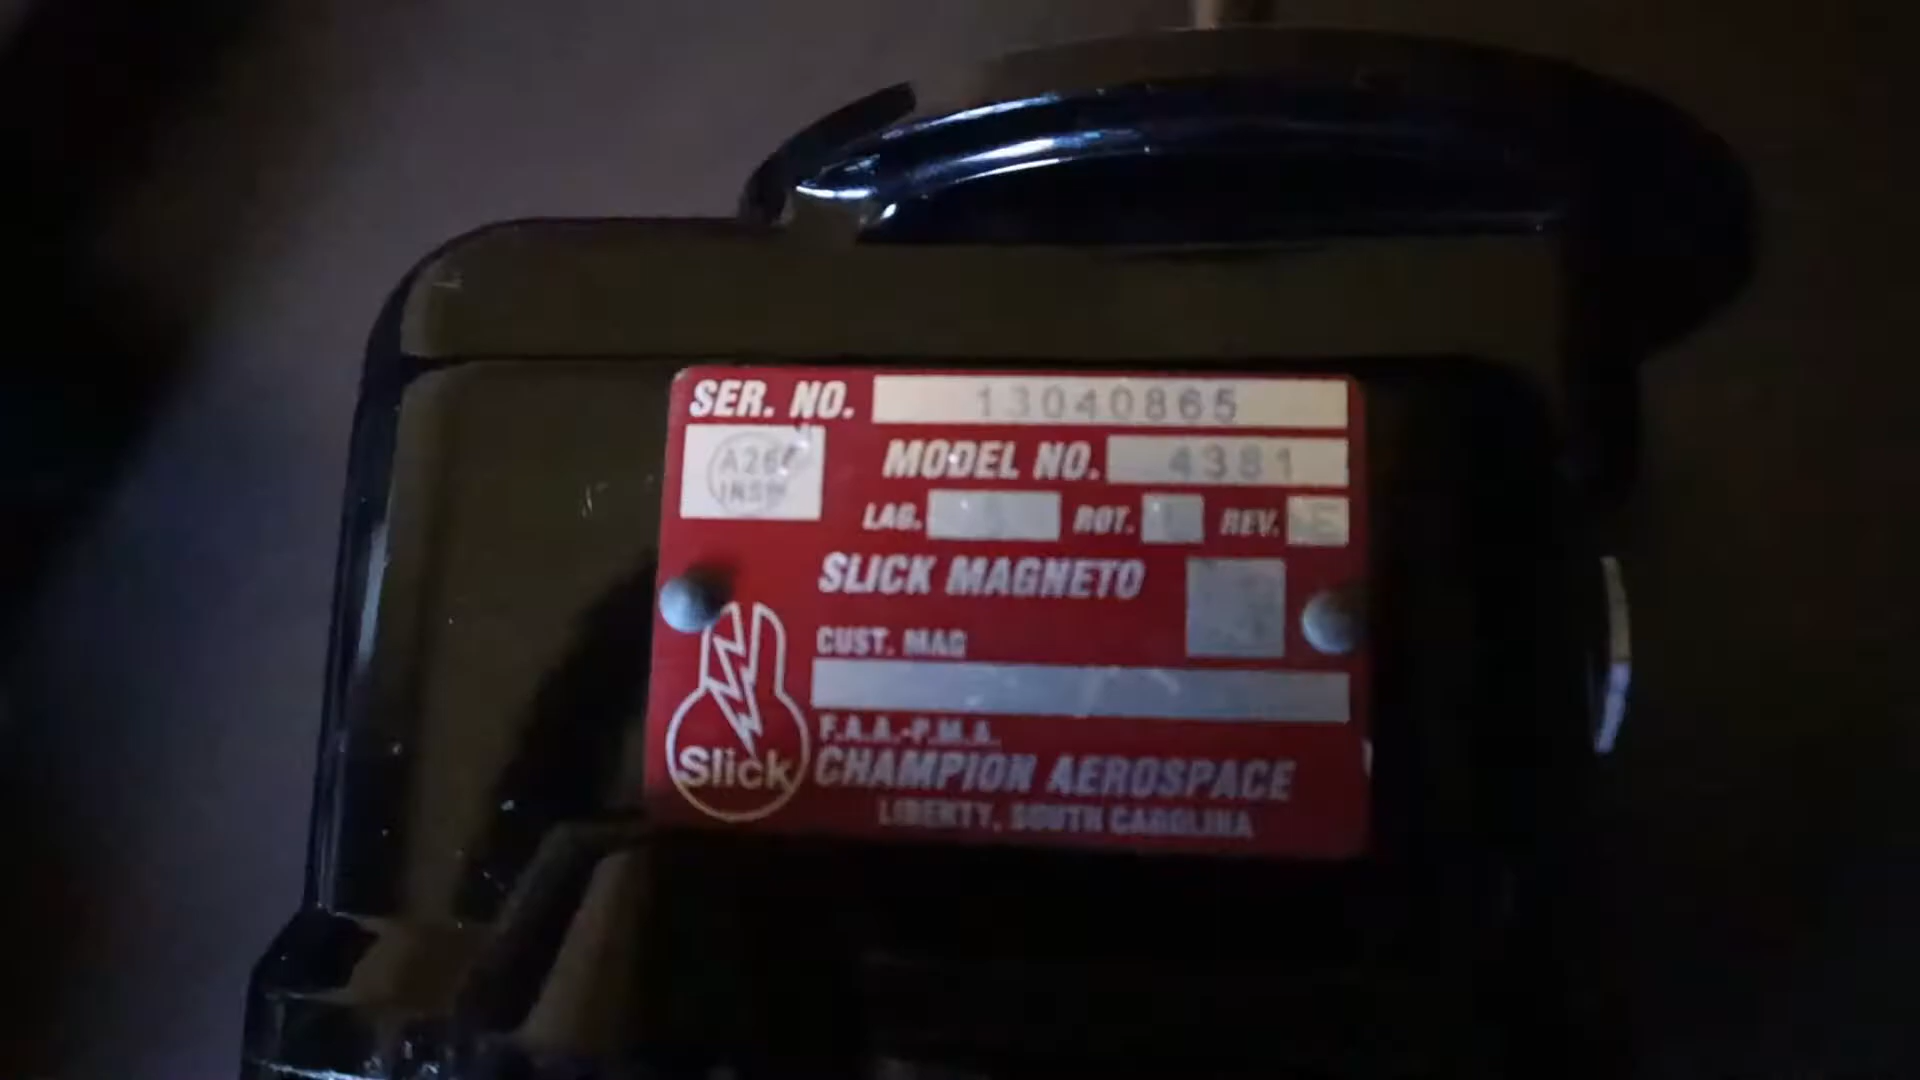 SER. NO. 13040865
MODEL NO. 4381
LAG. ROT. REV. E
SLICK MAGNETO
CUST. MAG
F.A.A.-P.M.A.
Slick
CHAMPION AEROSPACE
LIBERTY, SOUTH CAROLINA